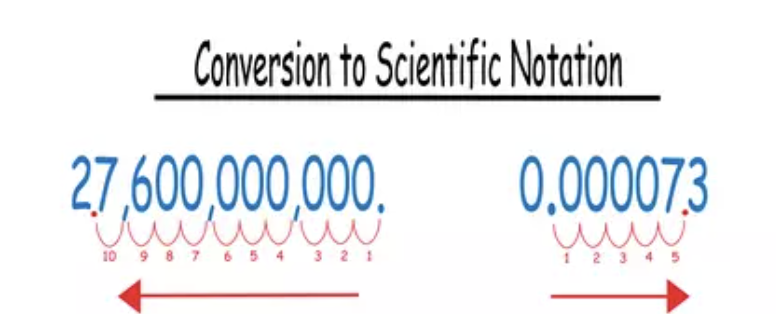 Conversion to Scientific Notation
27,600,000,000. 0.000073
10 9 8 7 6 5 4 3 2 1 1 2 3 4 5